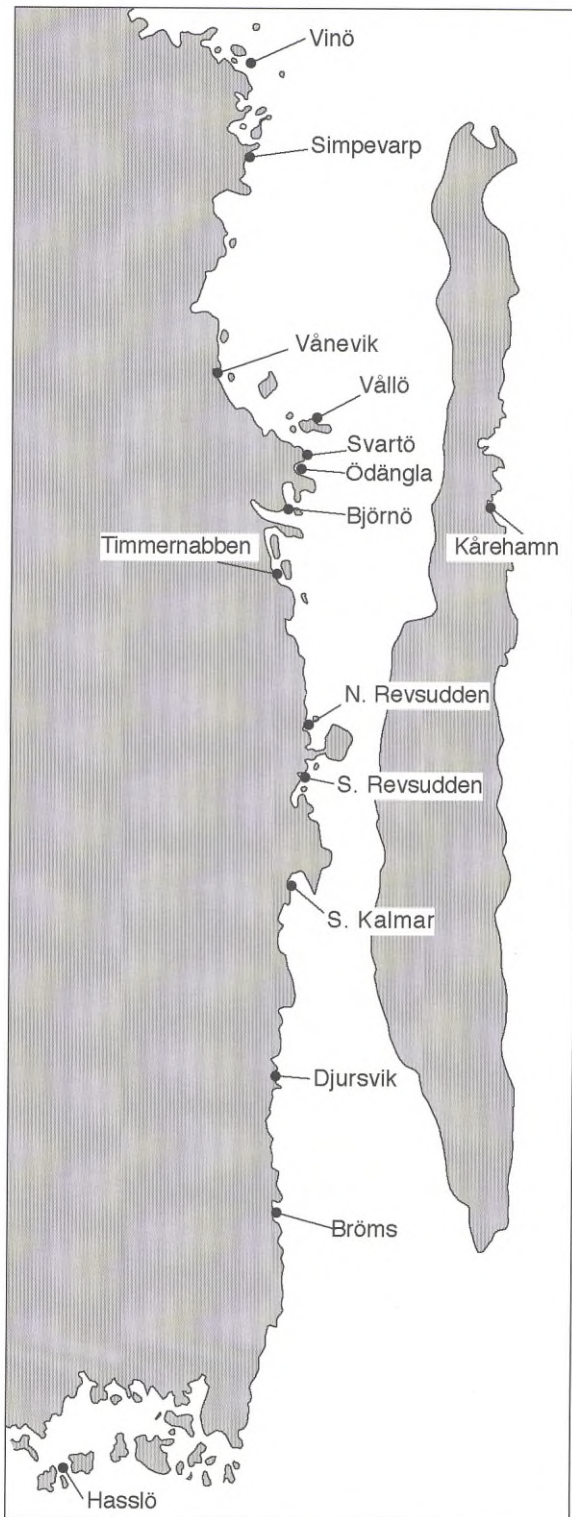 Vinö
Simpevarp
Vånevik
Vållö
Svartö
Ödängla
Björnö
Kårehamn
Timmernabben
N. Revsudden
S. Revsudden
S. Kalmar
Djursvik
Bröms
Hasslö